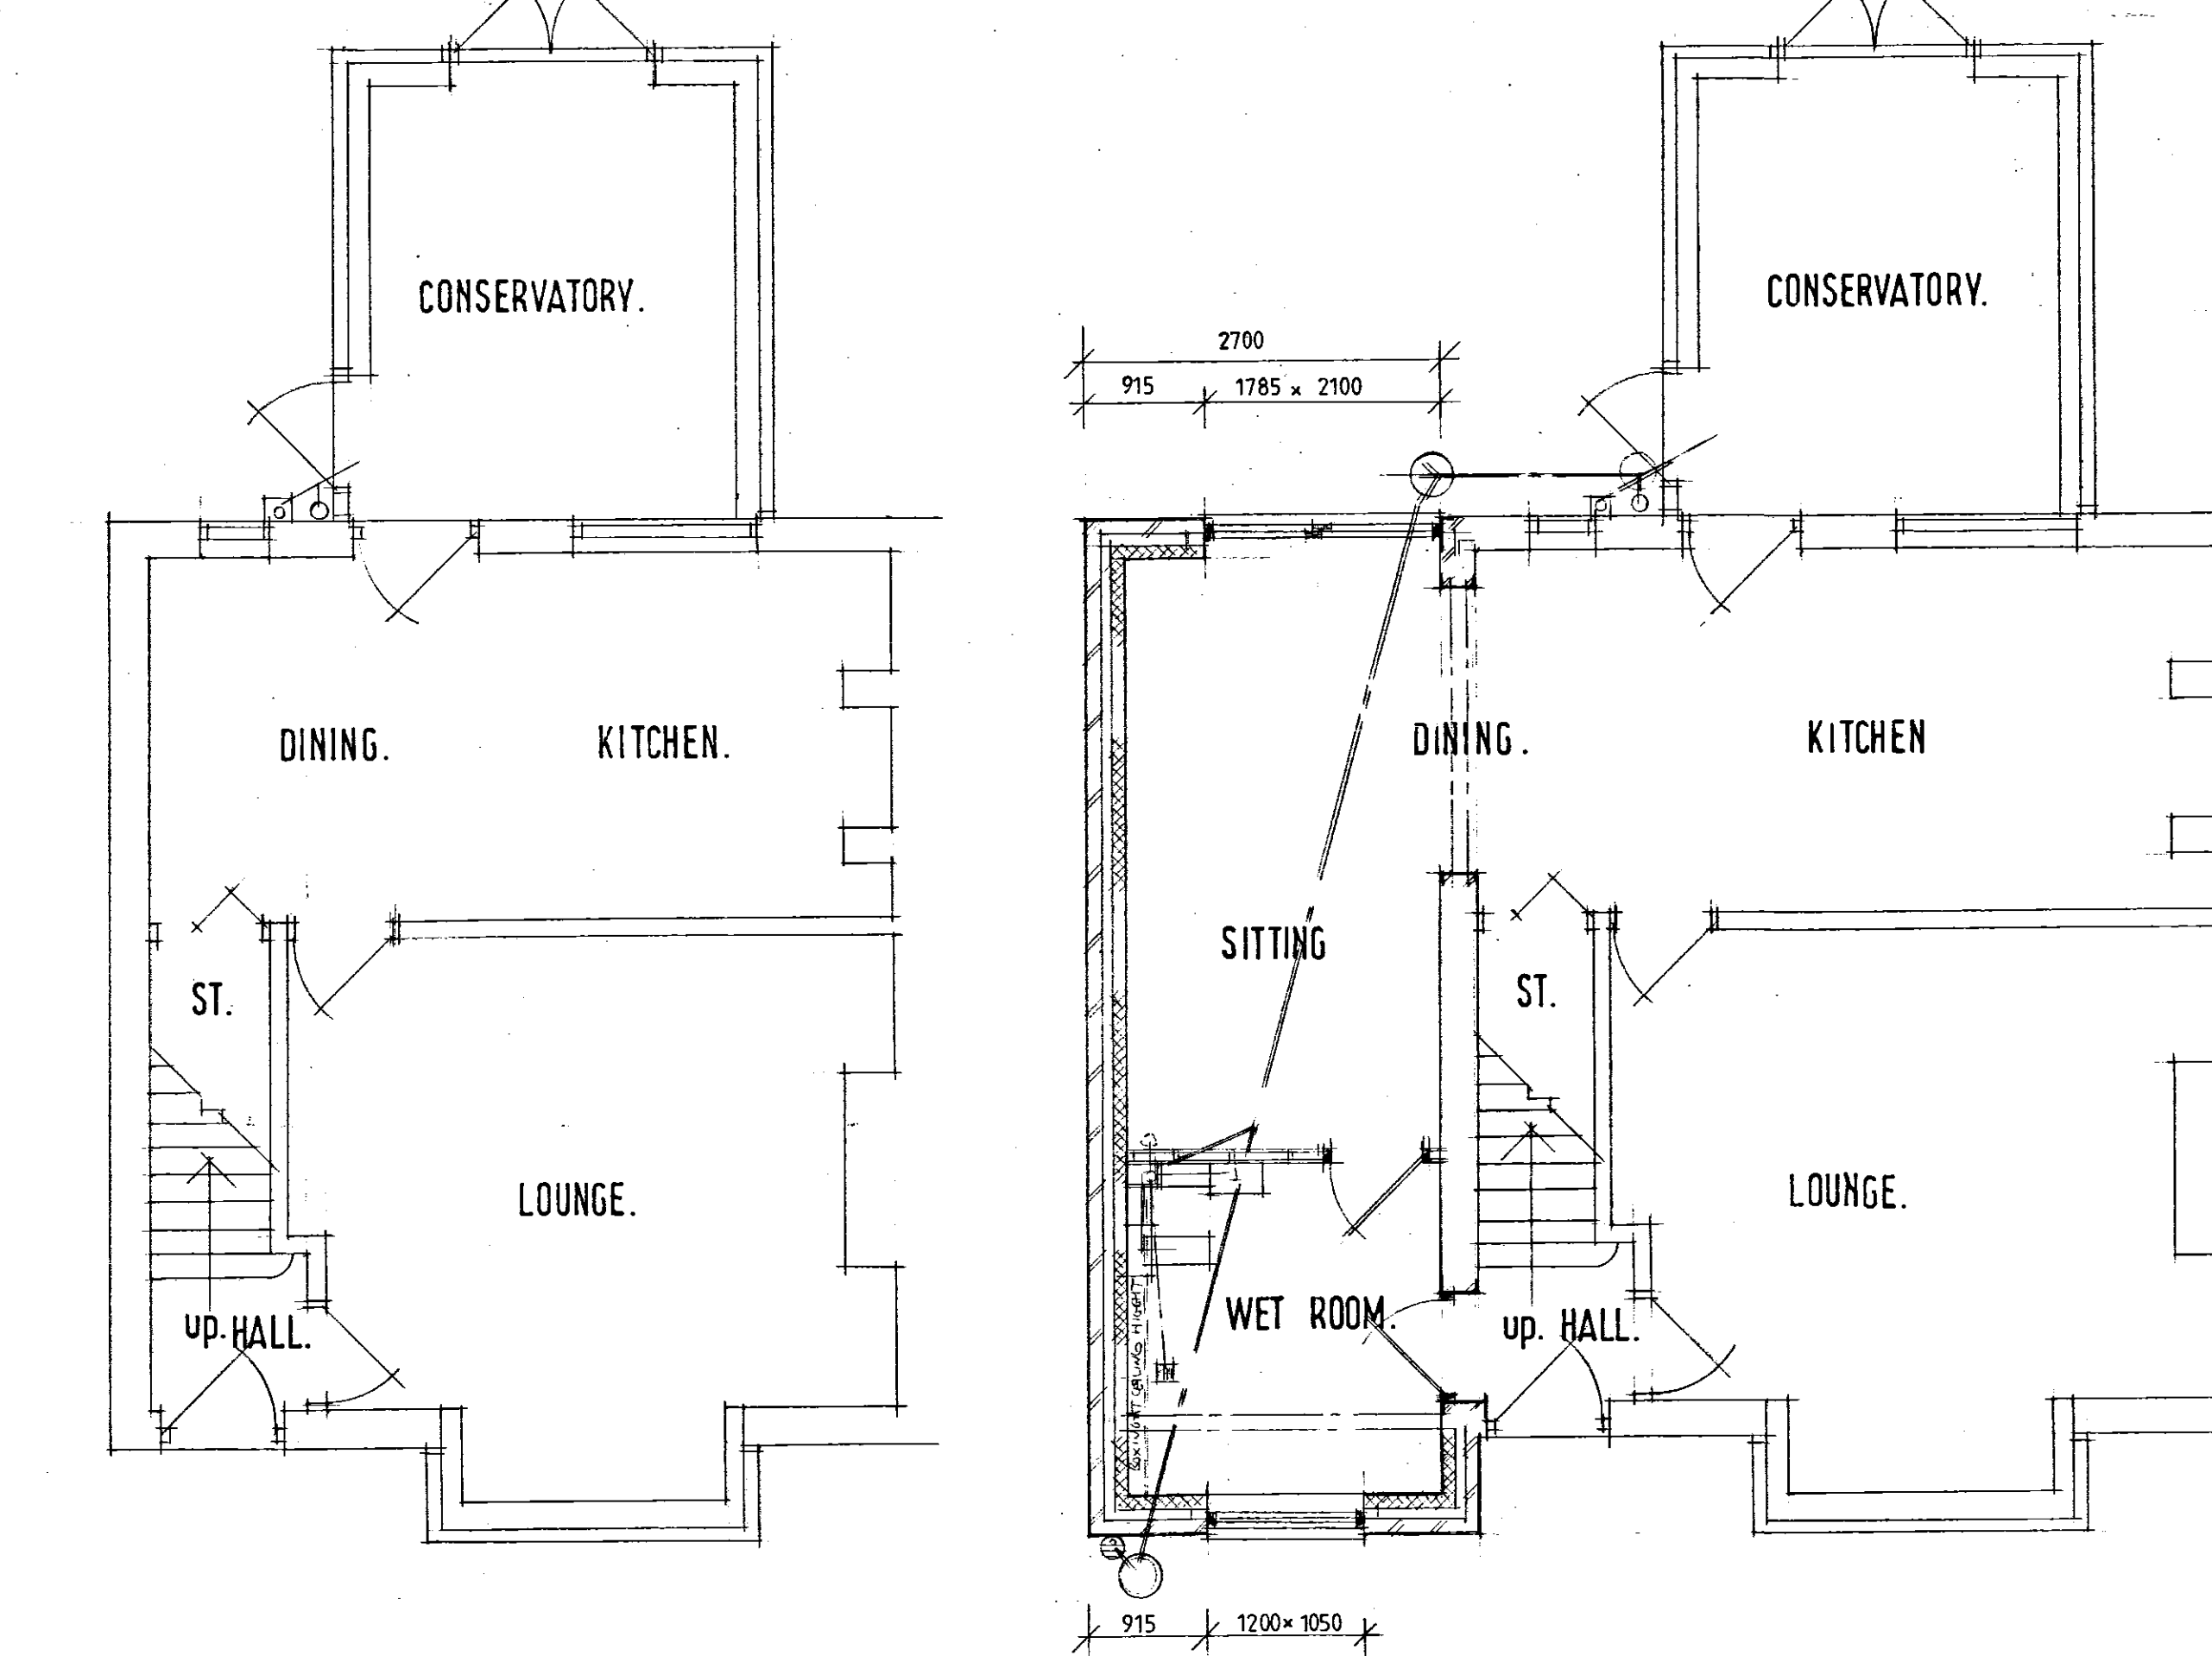 CONSERVATORY.
DINING.
KITCHEN.
ST.
LOUNGE.
up. HALL.
CONSERVATORY.
2700
915
1785 x 2100
DINING.
KITCHEN
SITTING
ST.
LOUNGE.
WET ROOM.
up. HALL.
915
1200x 1050